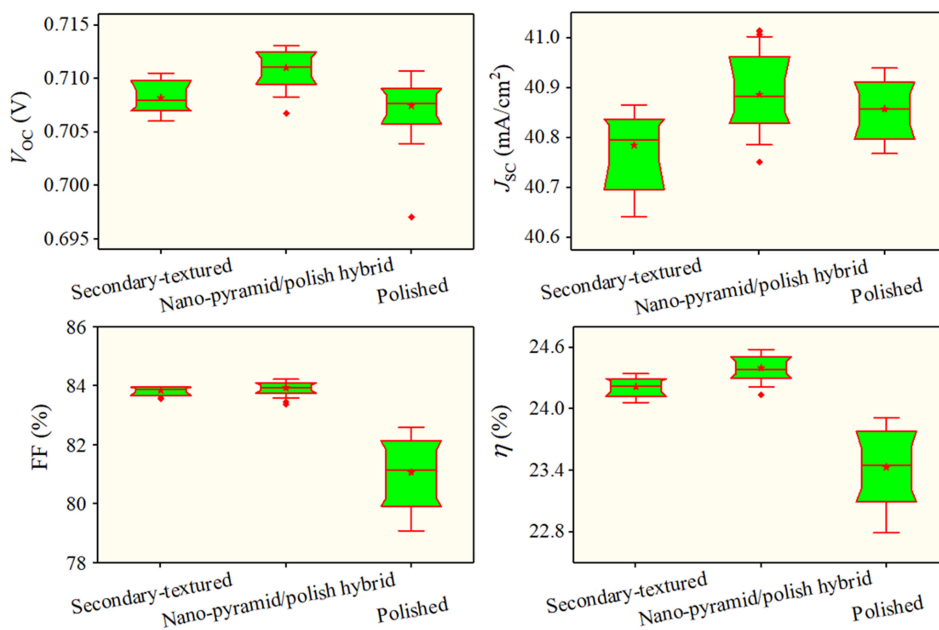 0.715
0.710
0.705
0.700
0.695
V_OC (V)
Secondary-textured
Nano-pyramid/polish hybrid
Polished
41.0
40.9
40.8
40.7
40.6
J_SC (mA/cm²)
Secondary-textured
Nano-pyramid/polish hybrid
Polished
86
84
82
80
78
FF (%)
Secondary-textured
Nano-pyramid/polish hybrid
Polished
24.6
24.0
23.4
22.8
η (%)
Secondary-textured
Nano-pyramid/polish hybrid
Polished